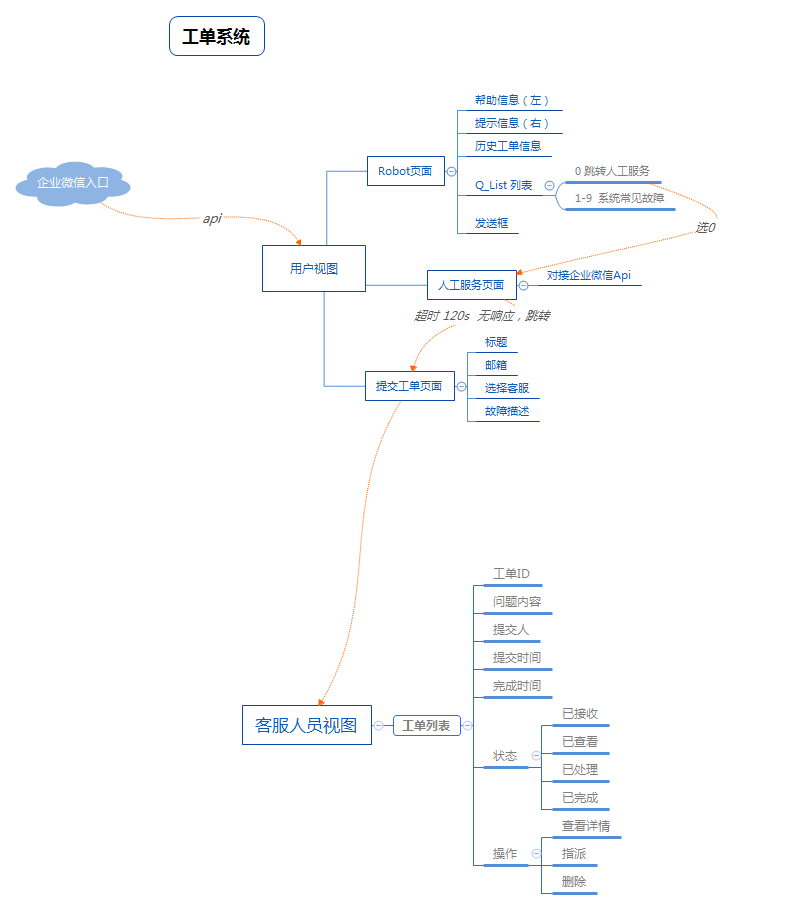 工单系统
帮助信息（左）
提示信息（右）
历史工单信息
Robot页面
Q_List 列表
0 跳转人工服务
1-9 系统常见故障
发送框
企业微信入口
api
选0
用户视图
人工服务页面
对接企业微信Api
超时 120s 无响应，跳转
标题
邮箱
提交工单页面
选择客服
故障描述
工单ID
问题内容
提交人
提交时间
完成时间
客服人员视图
工单列表
状态
已接收
已查看
已处理
已完成
操作
查看详情
指派
删除